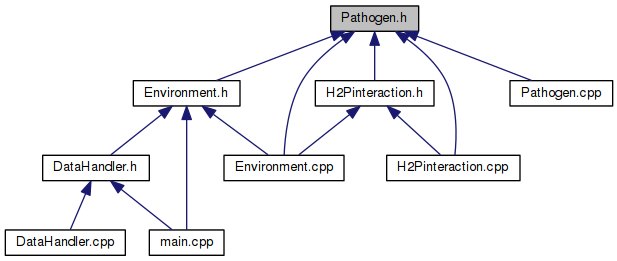 Pathogen.h
Environment.h
H2Pinteraction.h
Pathogen.cpp
DataHandler.h
Environment.cpp
H2Pinteraction.cpp
DataHandler.cpp
main.cpp